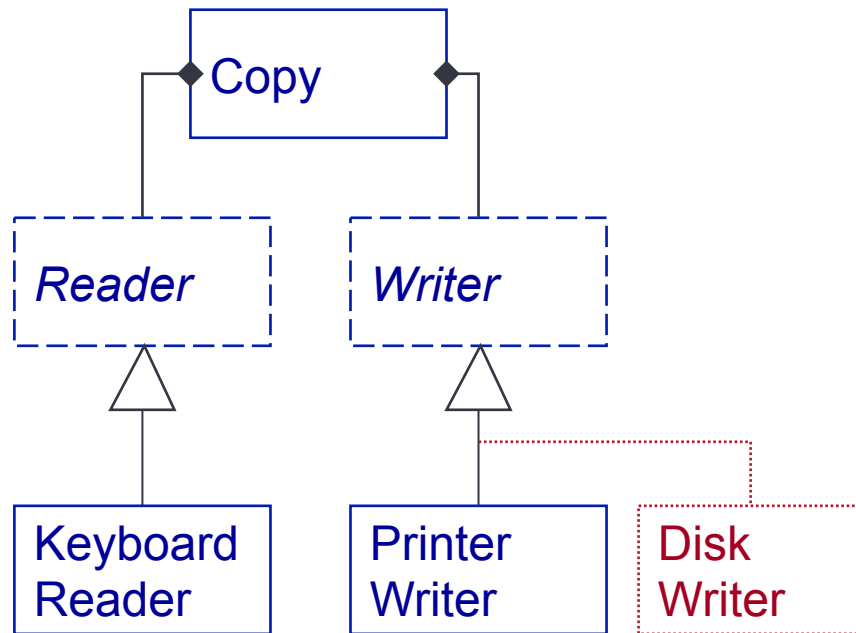 Copy
Reader
Writer
Keyboard
Reader
Printer
Writer
Disk
Writer